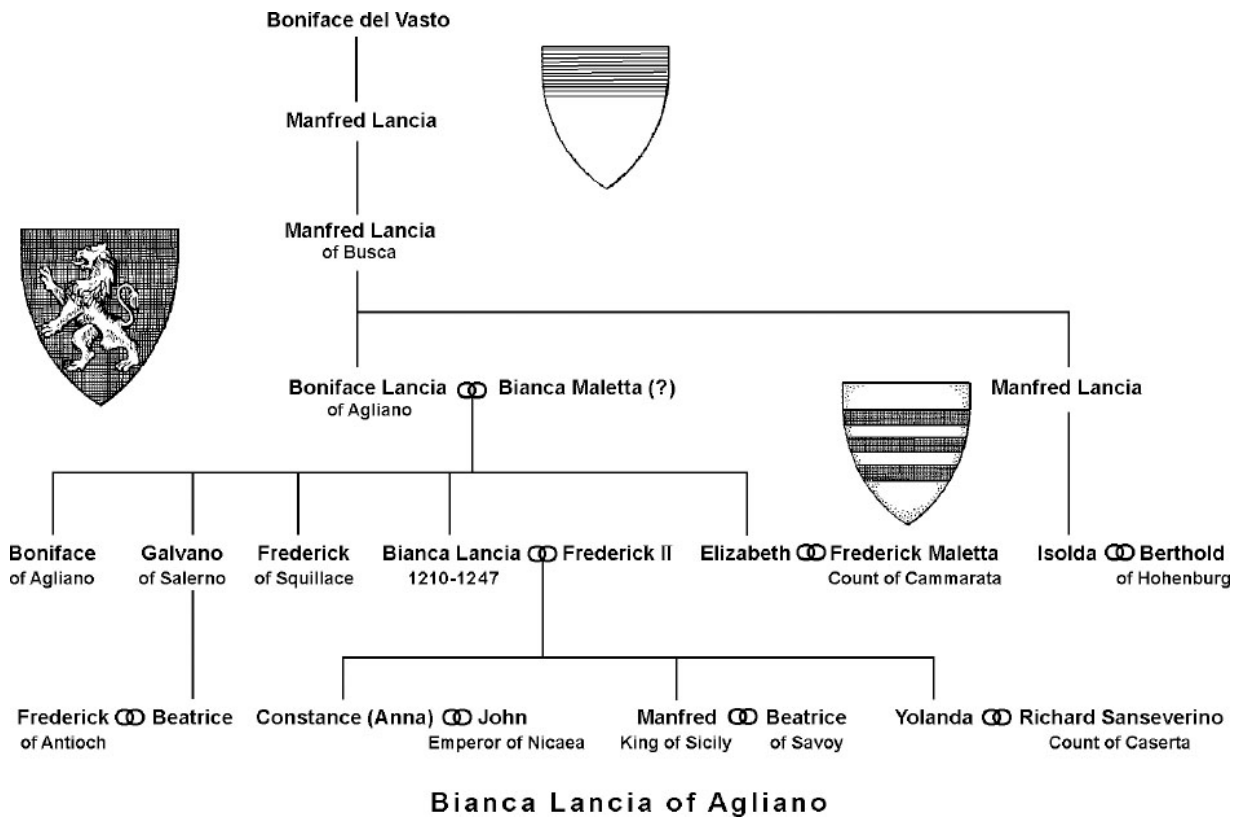 Boniface del Vasto
Manfred Lancia
Manfred Lancia
of Busca
Boniface Lancia Bianca Maletta (?) Manfred Lancia
of Agliano
Boniface Galvano Frederick Bianca Lancia Frederick II Elizabeth Frederick Maletta Isolda Berthold
of Agliano of Salerno of Squillace 1210-1247 Count of Cammarata of Hohenburg
Frederick Beatrice Constance (Anna) John Manfred Beatrice Yolanda Richard Sanseverino
of Antioch Emperor of Nicaea King of Sicily of Savoy Count of Caserta
Bianca Lancia of Agliano